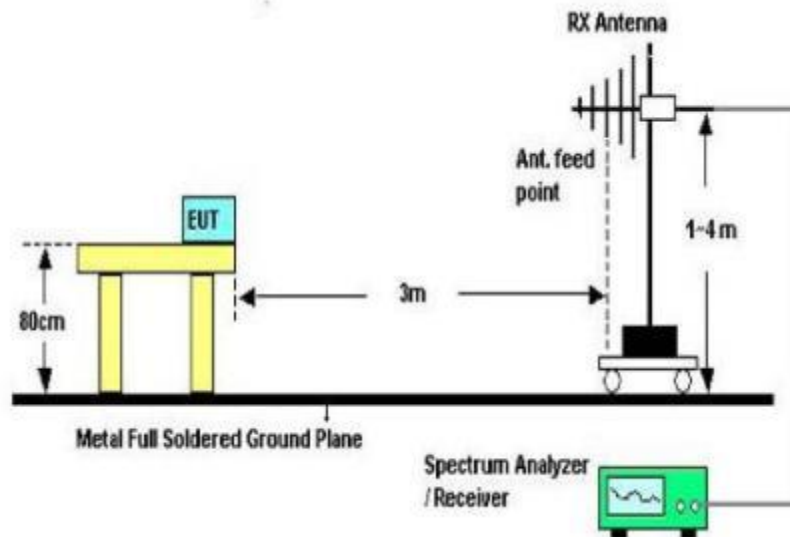 RX Antenna
Ant. feed
point
EUT
1~4 m
3m
80cm
Metal Full Soldered Ground Plane
Spectrum Analyzer
/ Receiver